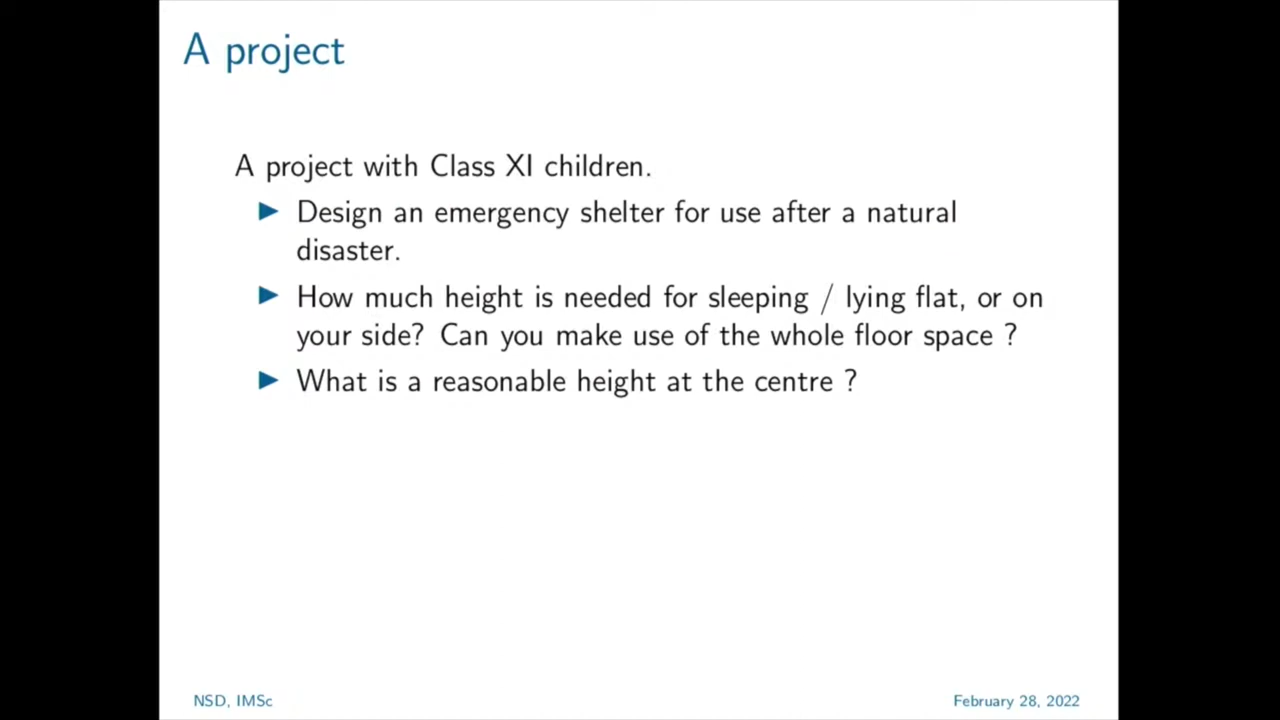 A project
A project with Class XI children.
▶ Design an emergency shelter for use after a natural
disaster.
▶ How much height is needed for sleeping / lying flat, or on
your side? Can you make use of the whole floor space ?
▶ What is a reasonable height at the centre ?
NSD, IMSc
February 28, 2022